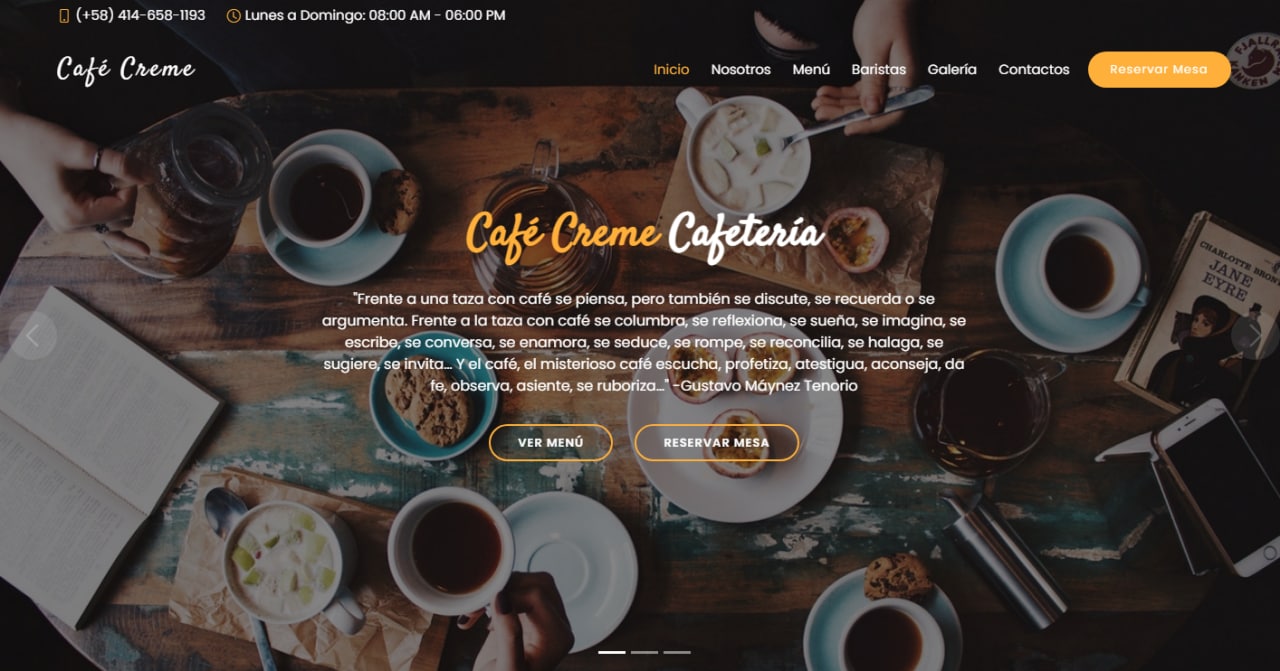 (+58) 414-658-1193 Lunes a Domingo: 08:00 AM - 06:00 PM
Café Creme
Inicio Nosotros Menú Baristas Galería Contactos Reservar Mesa
FJALLR
Café Creme Cafetería
CHARLOTTE BRON
JANE
EYRE
"Frente a una taza con café se piensa, pero también se discute, se recuerda o se
argumenta. Frente a la taza con café se columbra, se reflexiona, se sueña, se imagina, se
escribe, se conversa, se enamora, se seduce, se rompe, se reconcilia, se halaga, se
sugiere, se invita... Y el café, el misterioso café escucha, profetiza, atestigua, aconseja, da
fe, observa, asiente, se ruboriza..." -Gustavo Máynez Tenorio
VER MENÚ RESERVAR MESA